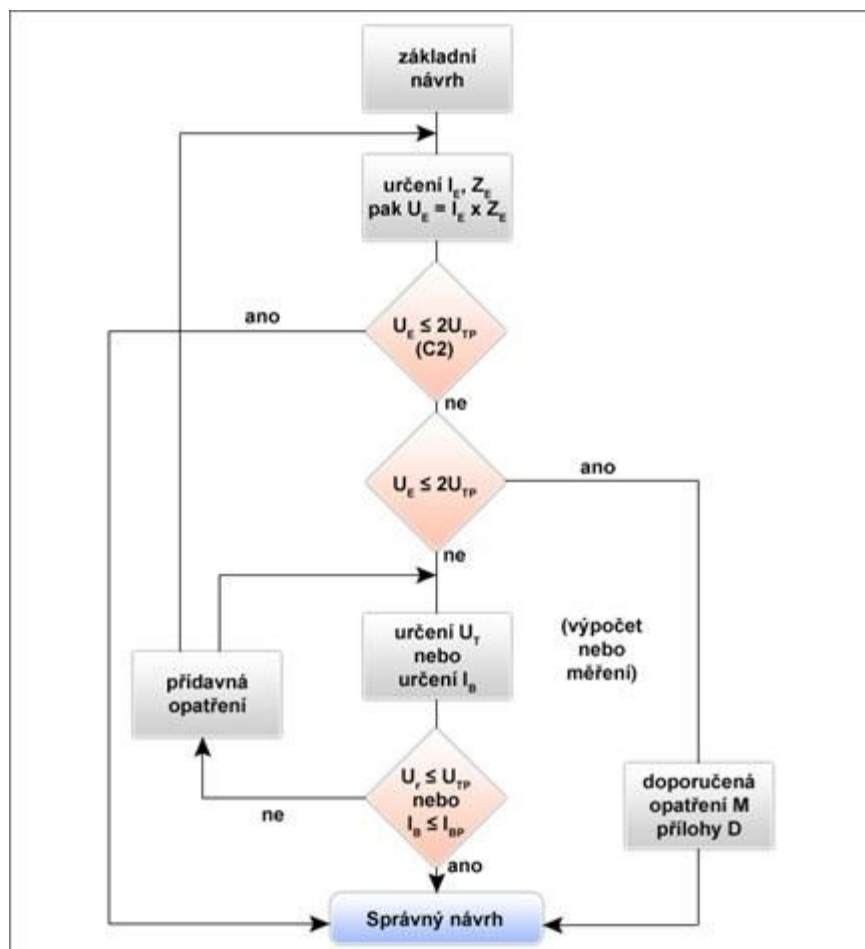 základní
návrh
určení I_E, Z_E
pak U_E = I_E x Z_E
ano
U_E ≤ 2U_TP
(C2)
ne
U_E ≤ 2U_TP
ano
ne
určení U_T
nebo
určení I_B
(výpočet
nebo
měření)
přídavná
opatření
U_r ≤ U_TP
nebo
I_B ≤ I_BP
ne
ano
doporučená
opatření M
přílohy D
Správný návrh